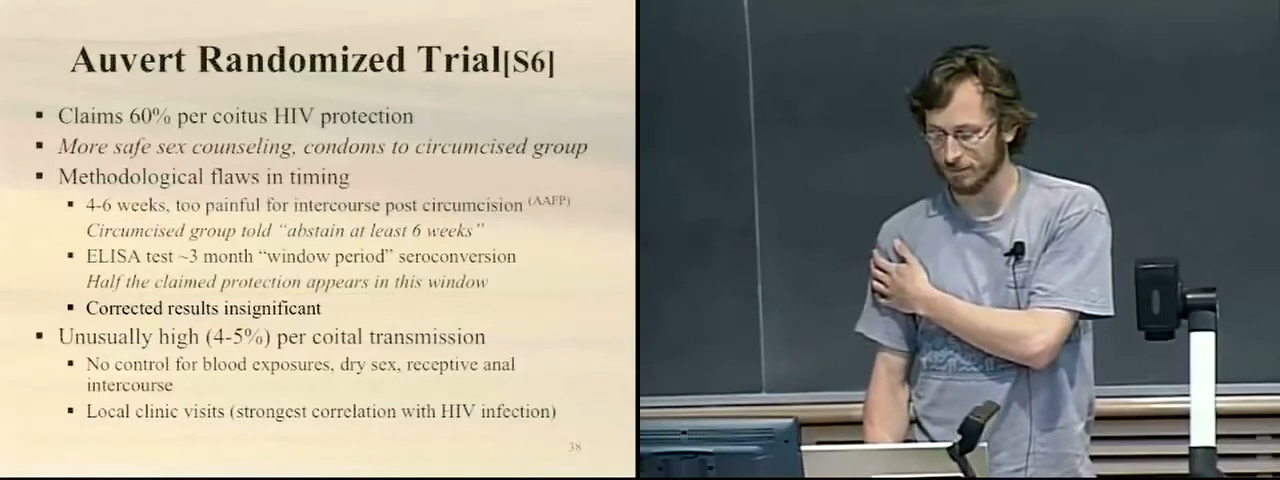 Auvert Randomized Trial[S6]
▪ Claims 60% per coitus HIV protection
▪ More safe sex counseling, condoms to circumcised group
▪ Methodological flaws in timing
▪ 4-6 weeks, too painful for intercourse post circumcision (AAFP)
Circumcised group told “abstain at least 6 weeks”
▪ ELISA test ~3 month “window period” seroconversion
Half the claimed protection appears in this window
▪ Corrected results insignificant
▪ Unusually high (4-5%) per coital transmission
▪ No control for blood exposures, dry sex, receptive anal
intercourse
▪ Local clinic visits (strongest correlation with HIV infection)
38